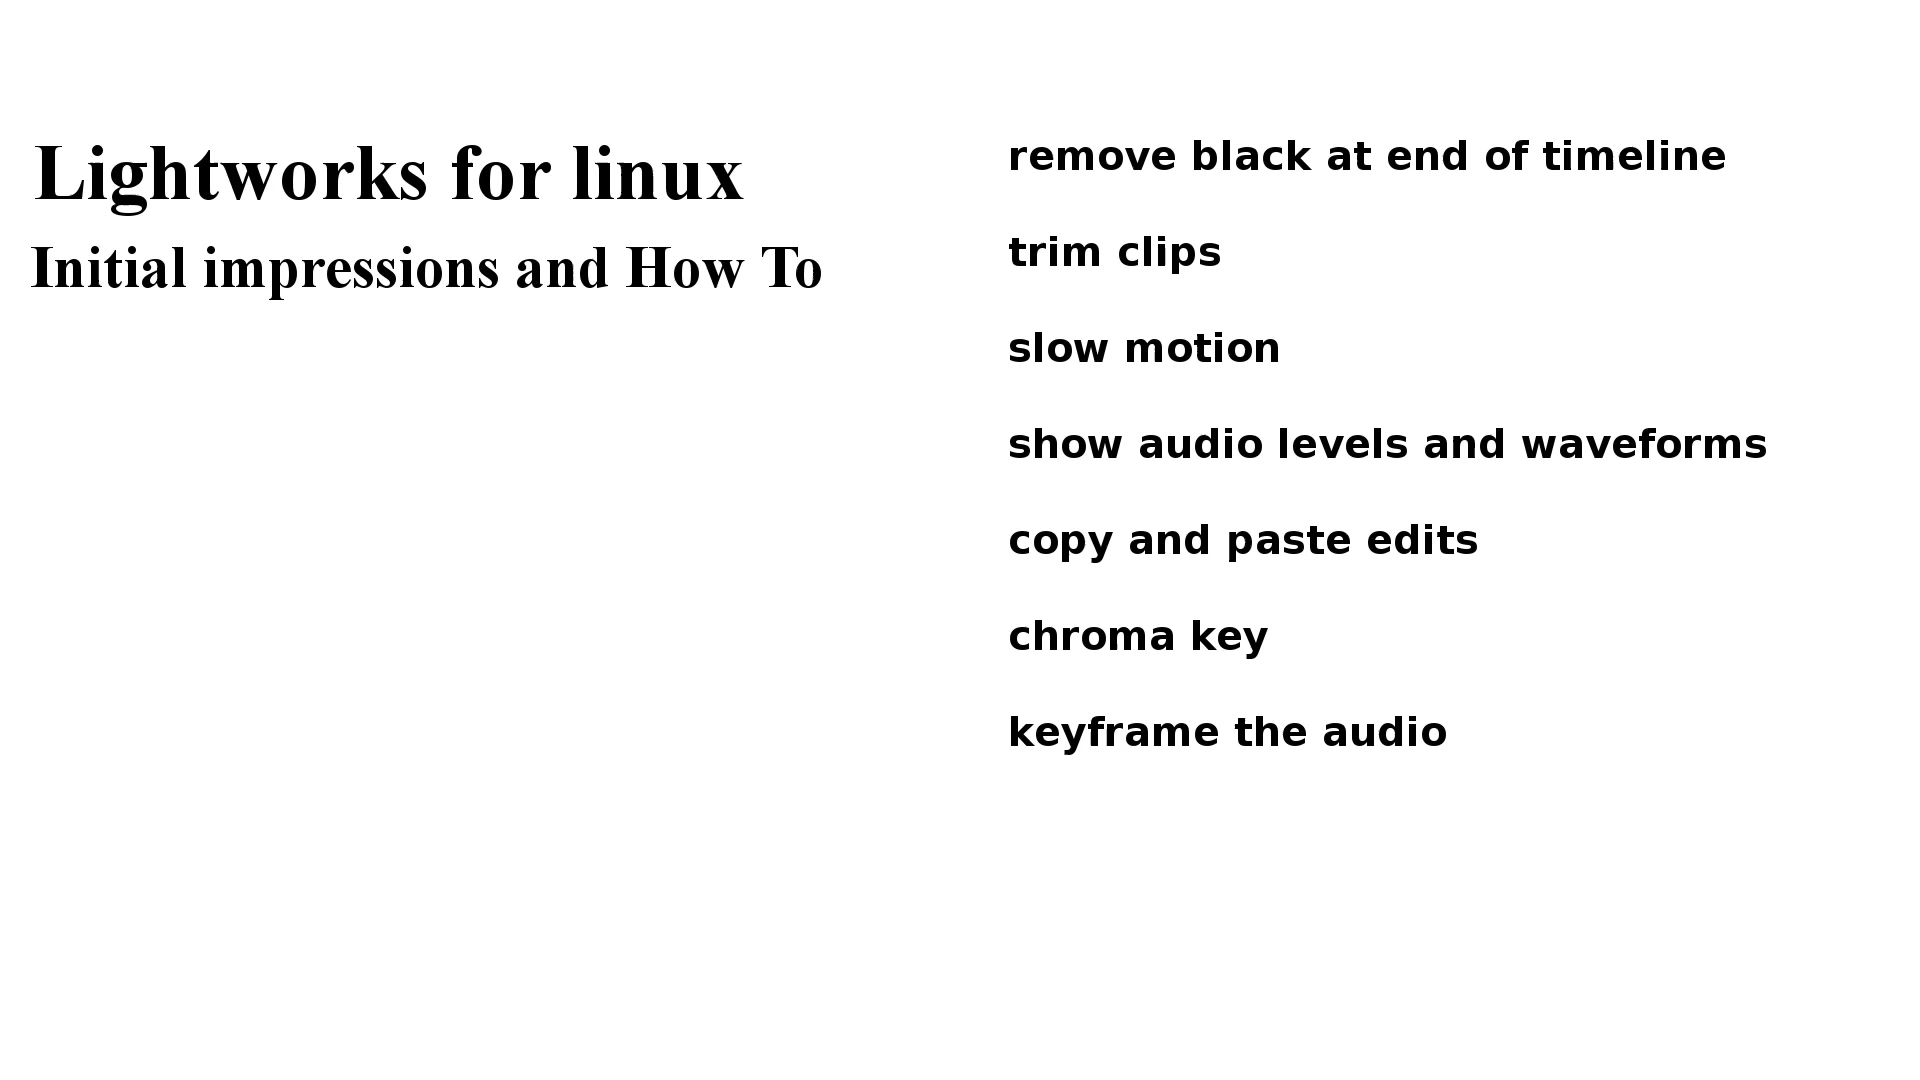 Lightworks for linux
Initial impressions and How To
remove black at end of timeline
trim clips
slow motion
show audio levels and waveforms
copy and paste edits
chroma key
keyframe the audio